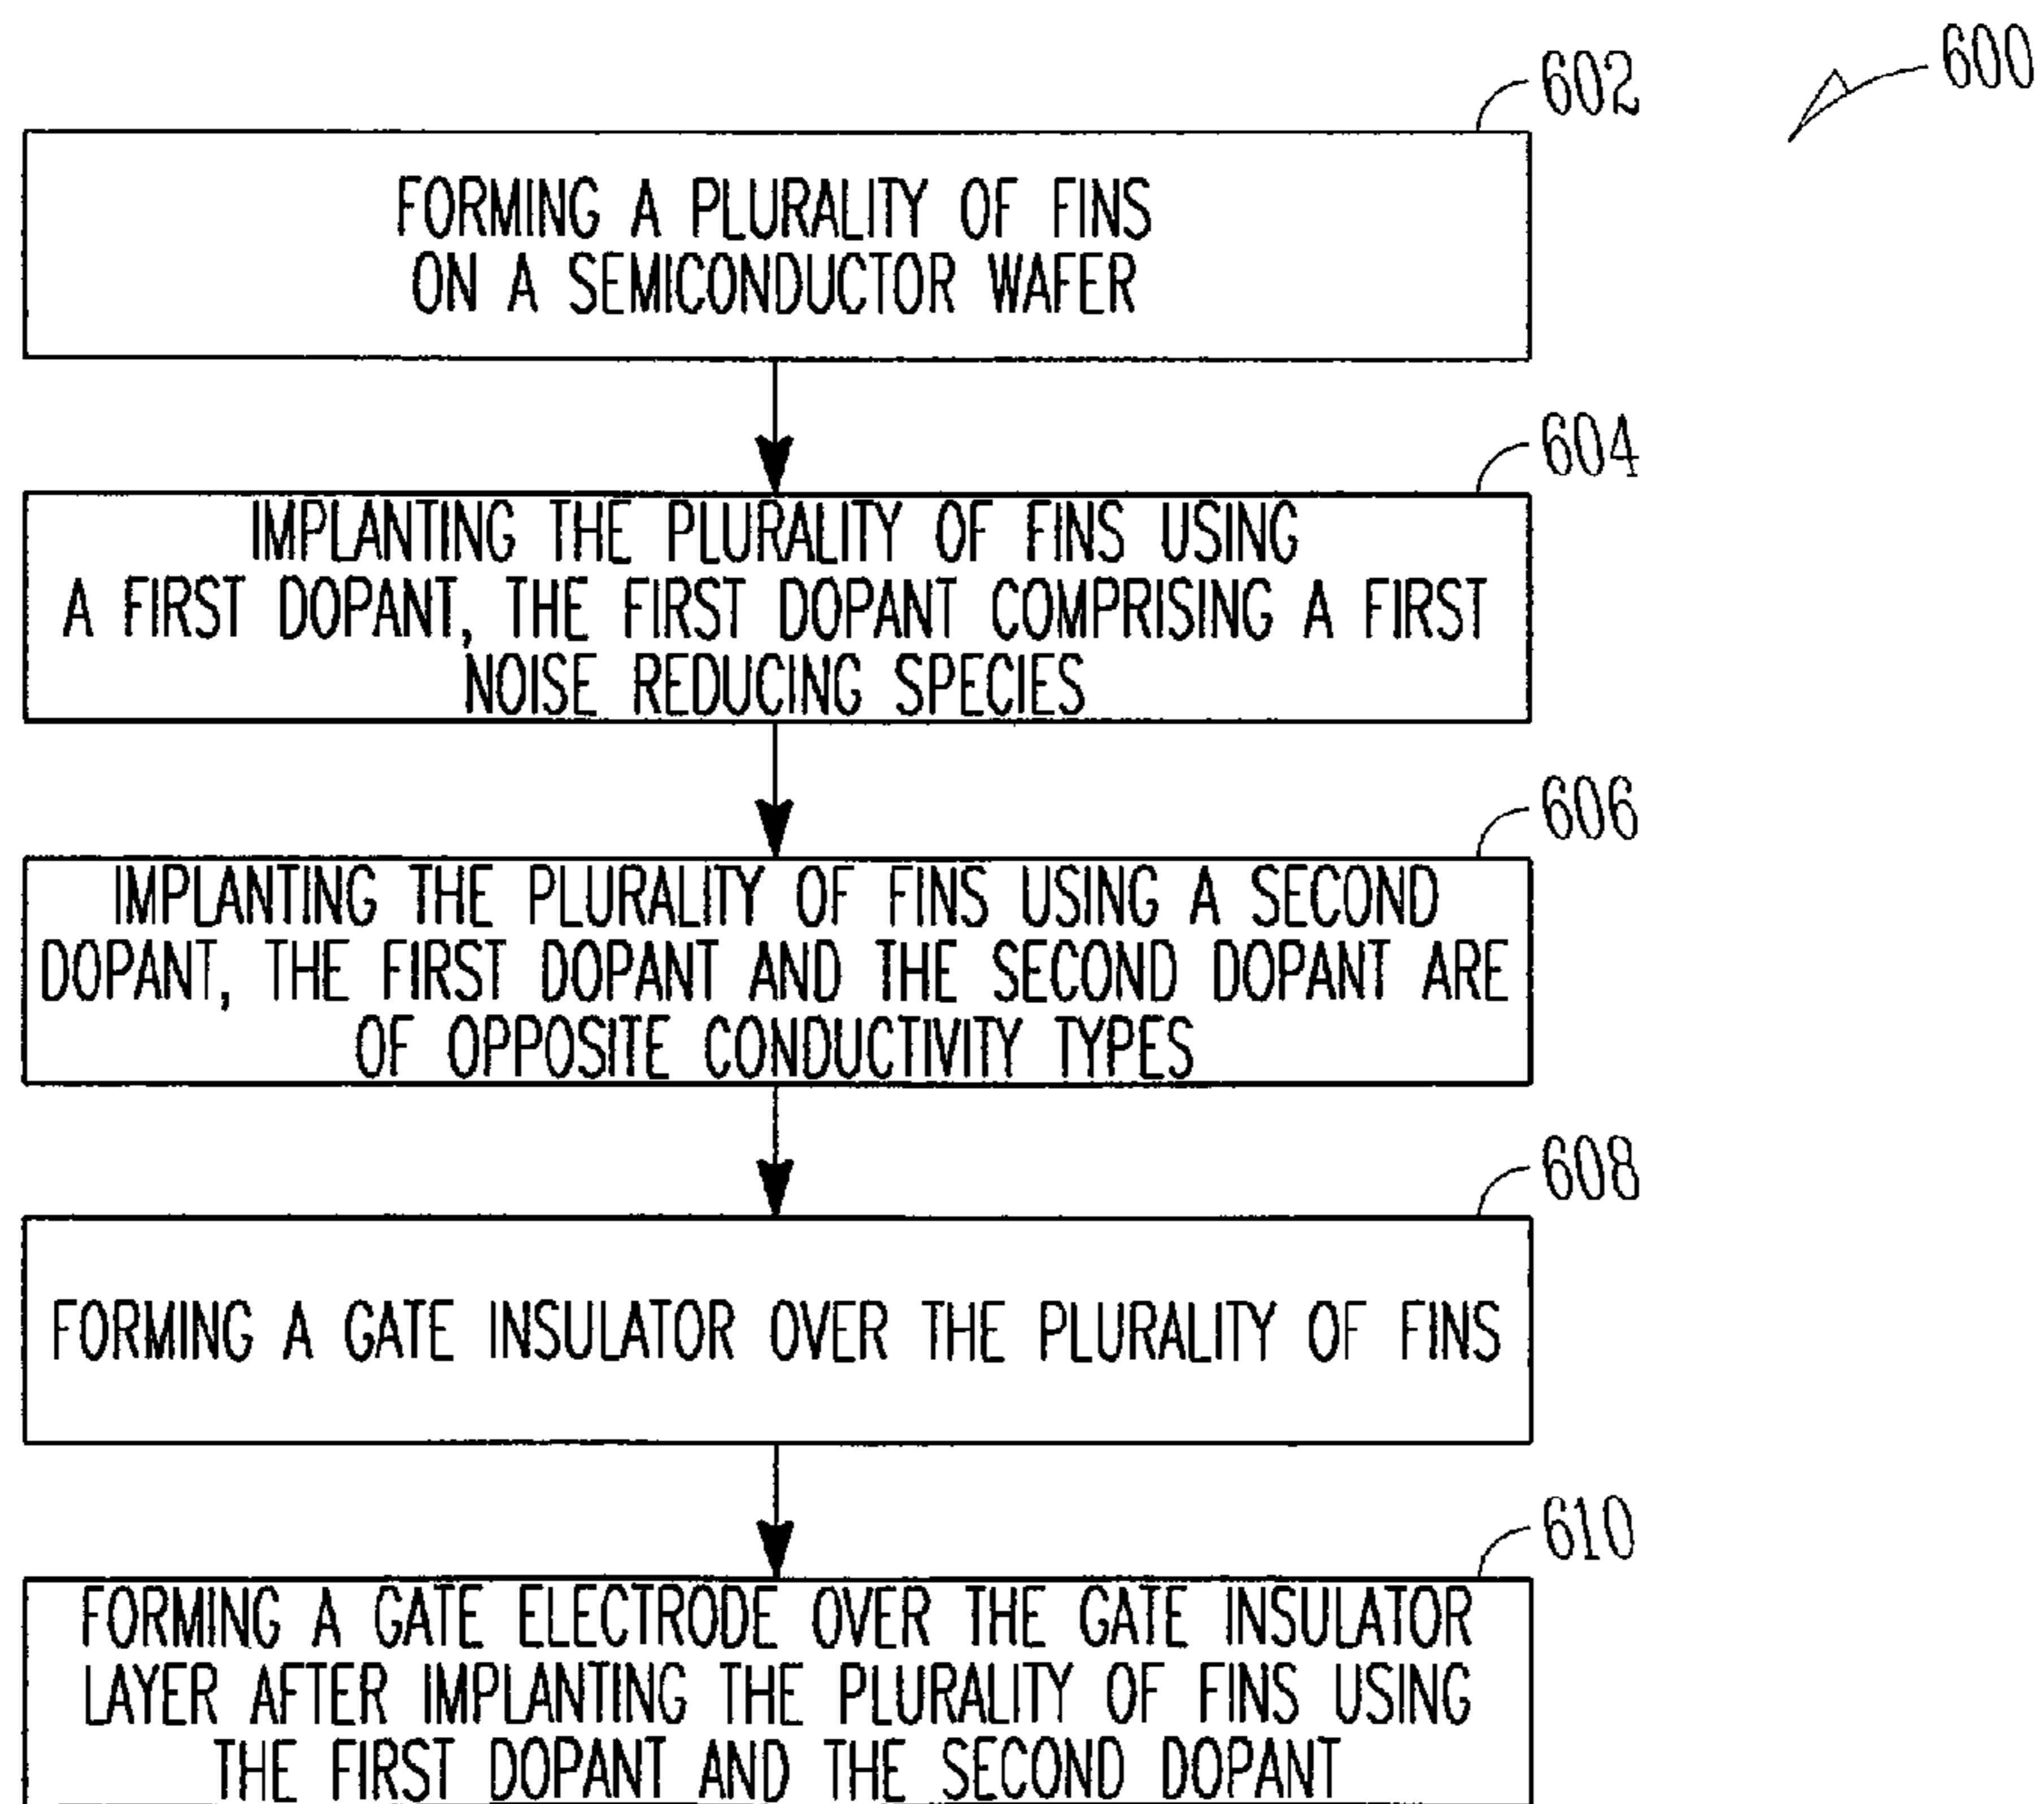 600
602
FORMING A PLURALITY OF FINS
ON A SEMICONDUCTOR WAFER
604
IMPLANTING THE PLURALITY OF FINS USING
A FIRST DOPANT, THE FIRST DOPANT COMPRISING A FIRST
NOISE REDUCING SPECIES
606
IMPLANTING THE PLURALITY OF FINS USING A SECOND
DOPANT, THE FIRST DOPANT AND THE SECOND DOPANT ARE
OF OPPOSITE CONDUCTIVITY TYPES
608
FORMING A GATE INSULATOR OVER THE PLURALITY OF FINS
610
FORMING A GATE ELECTRODE OVER THE GATE INSULATOR
LAYER AFTER IMPLANTING THE PLURALITY OF FINS USING
THE FIRST DOPANT AND THE SECOND DOPANT